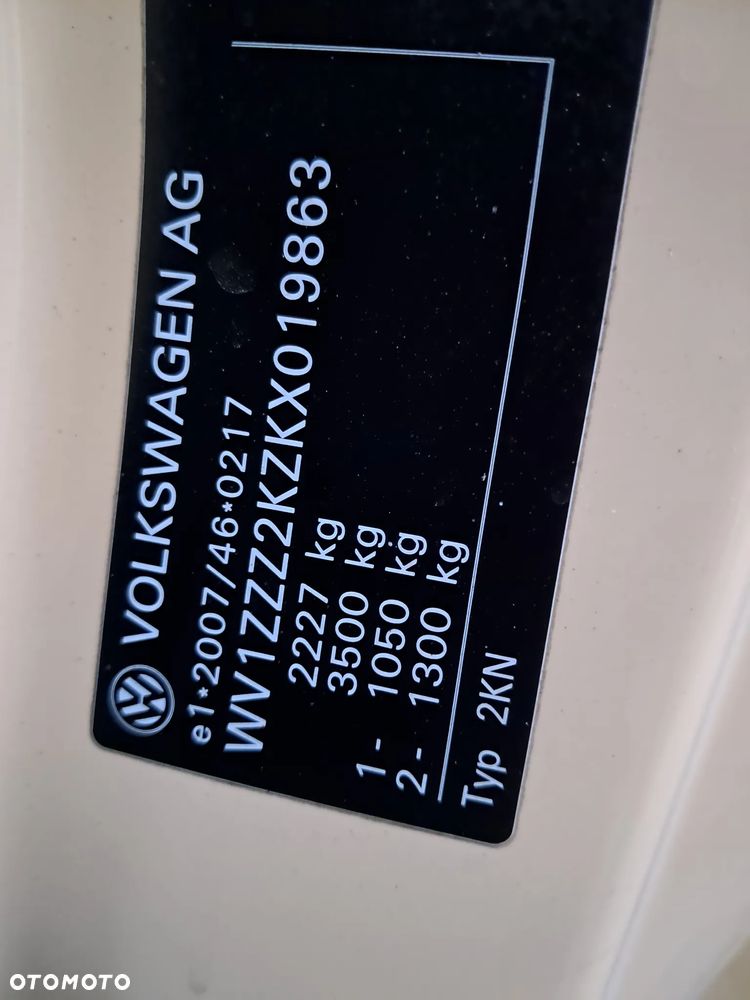 VOLKSWAGEN AG
e1*2007/46*0217
WV1ZZZ2KZKX019863
2227 kg
3500 kg
1- 1050 kg
2- 1300 kg
Typ 2KN
OTOMOTO